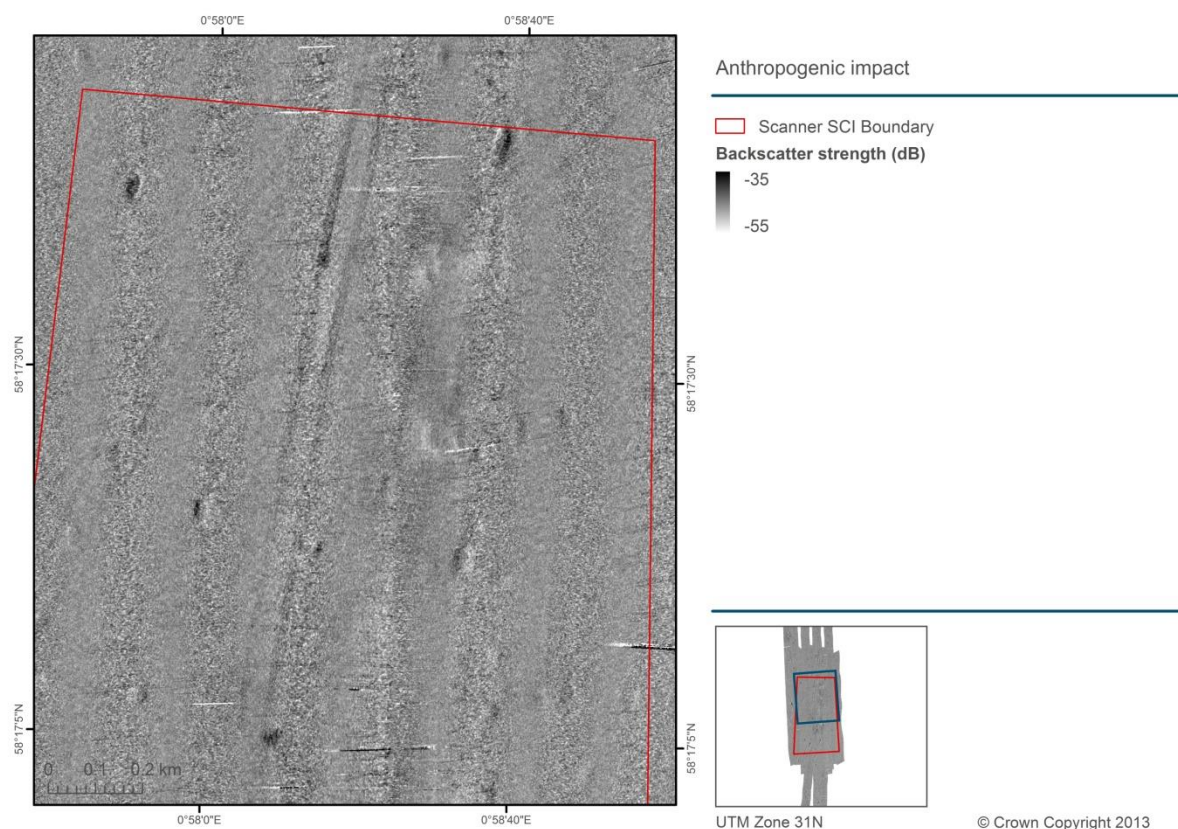 0°58'0"E
0°58'40"E
58°17'30"N
58°17'5"N
58°17'30"N
58°17'5"N
0 0.1 0.2 km
0°58'0"E
0°58'40"E
Anthropogenic impact
Scanner SCI Boundary
Backscatter strength (dB)
-35
-55
UTM Zone 31N
© Crown Copyright 2013